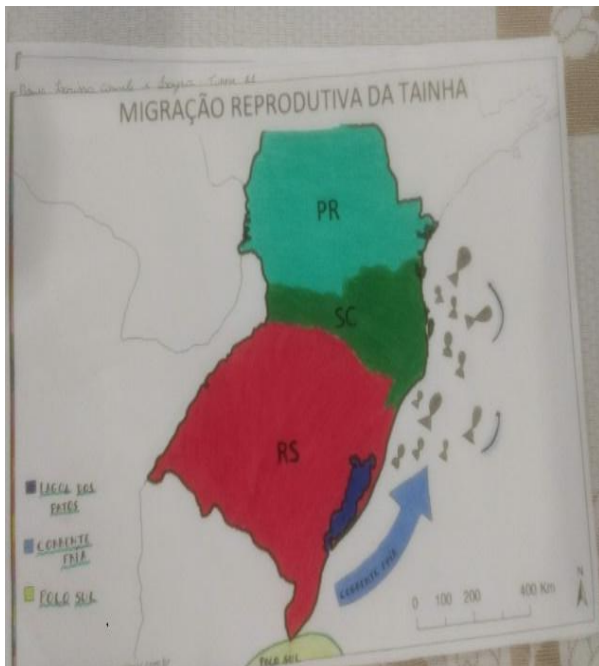 MIGRAÇÃO REPRODUTIVA DA TAINHA
PR
SC
RS
LAGOA DOS
PATOS
CORRENTE
FRIA
POLO SUL
CORRENTE FRIA
0 100 200 400 Km
N
POLO SUL